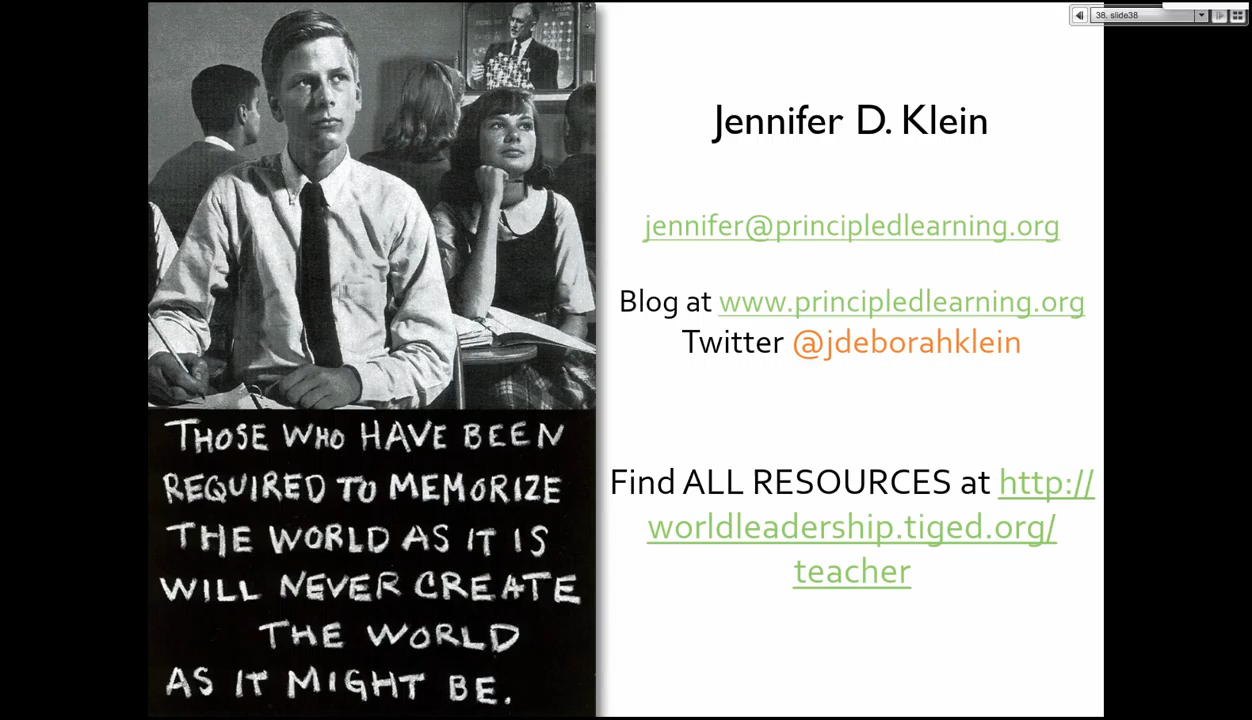 38. slide38
Jennifer D. Klein
jennifer@principledlearning.org
Blog at www.principledlearning.org
Twitter @jdeborahklein
Find ALL RESOURCES at http://
worldleadership.tiged.org/
teacher
THOSE WHO HAVE BEEN
REQUIRED TO MEMORIZE
THE WORLD AS IT IS
WILL NEVER CREATE
THE WORLD
AS IT MIGHT BE.